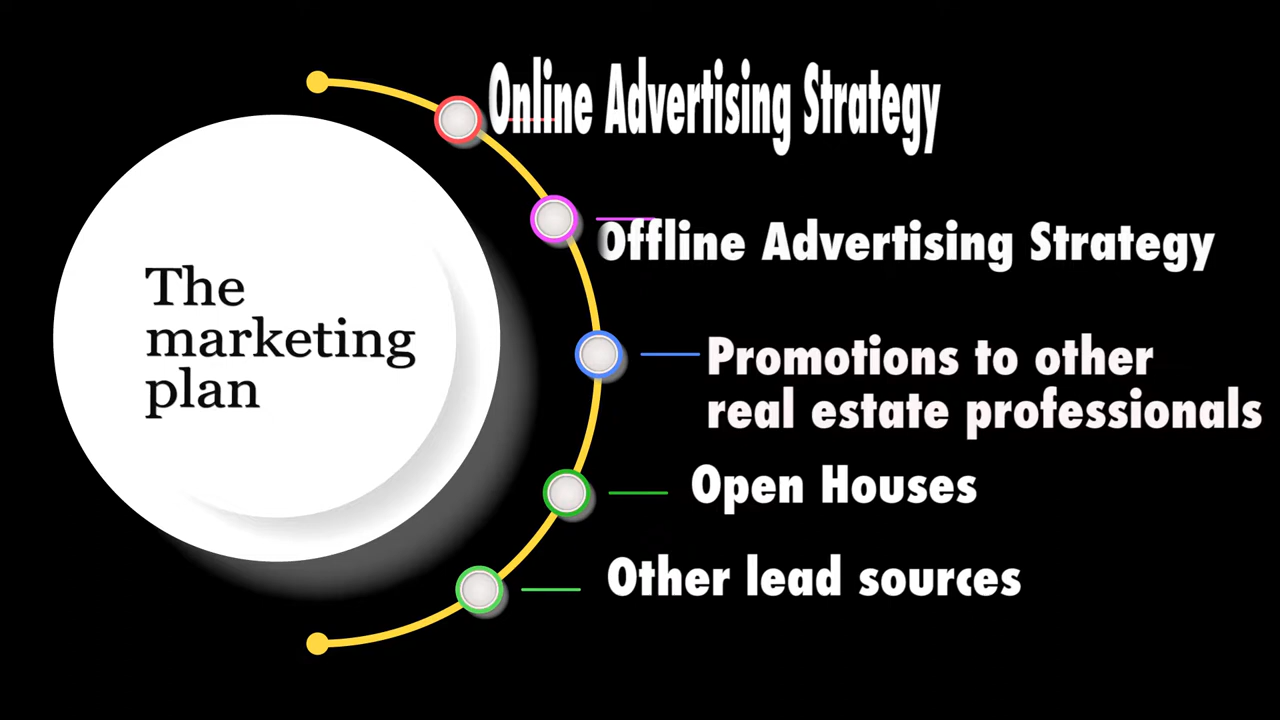 The
marketing
plan
Online Advertising Strategy
Offline Advertising Strategy
Promotions to other
real estate professionals
Open Houses
Other lead sources